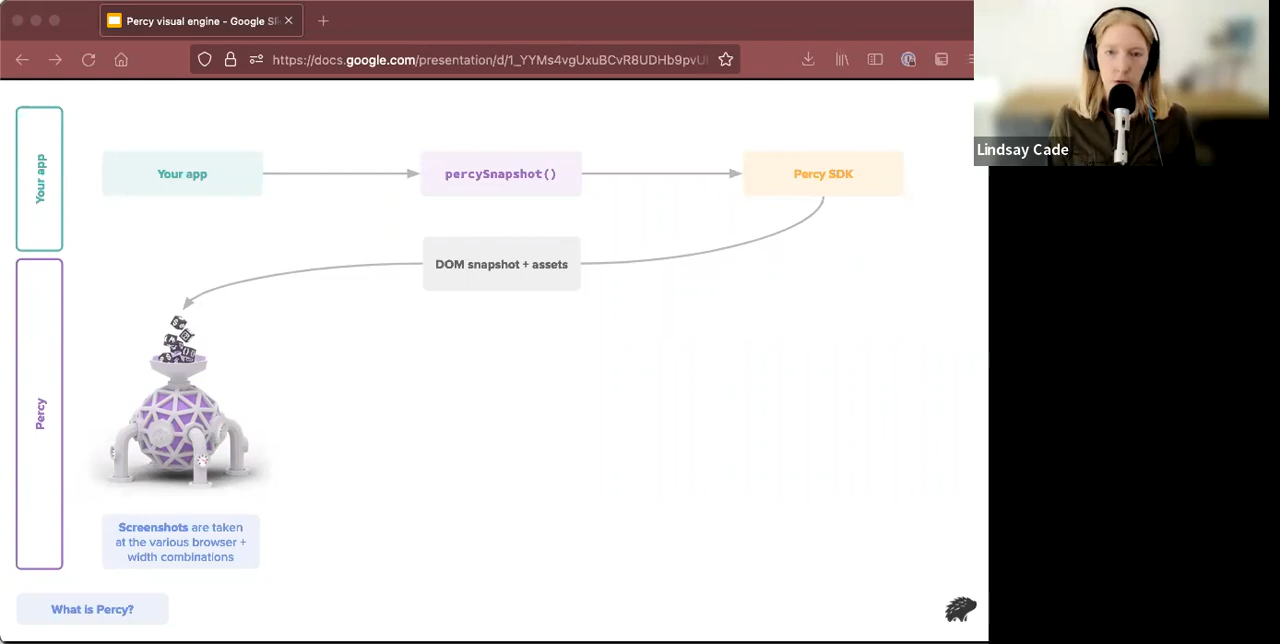 Percy visual engine - Google Sli
https://docs.google.com/presentation/d/1_YYMs4vgUxuBCvR8UDHb9pvU
Lindsay Cade
Your app
Your app
percySnapshot()
Percy SDK
DOM snapshot + assets
Percy
Screenshots are taken
at the various browser +
width combinations
What is Percy?